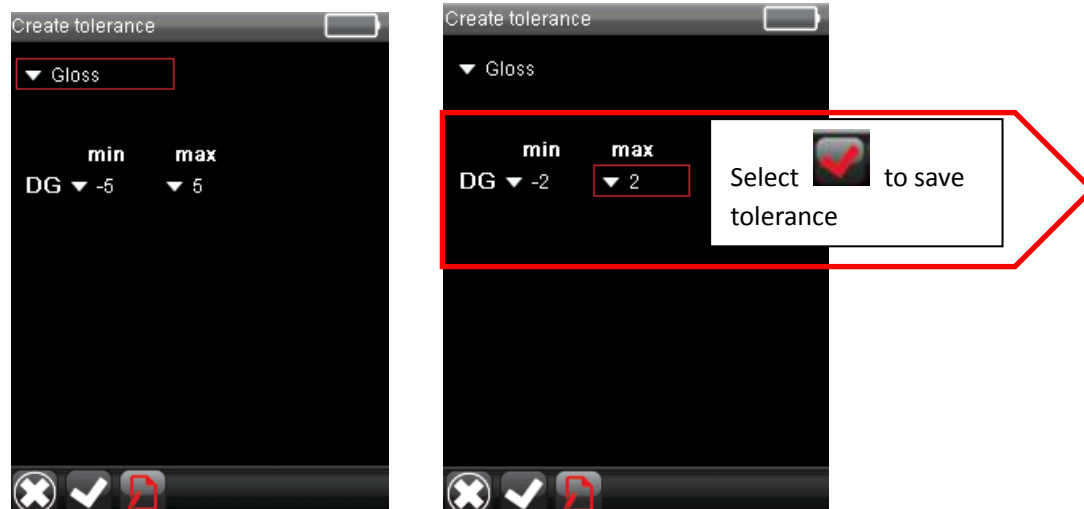 Create tolerance
Gloss
min max
DG -5 5
Create tolerance
Gloss
min max
DG -2 2
Select to save
tolerance